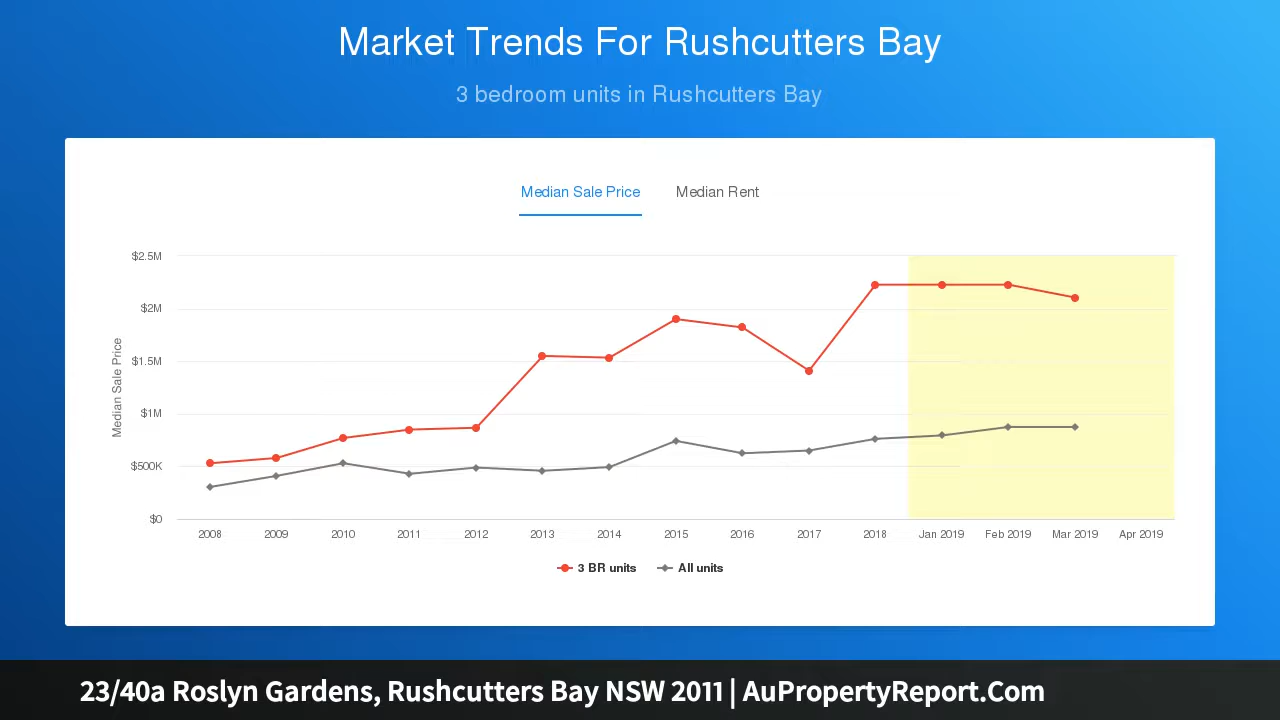 Market Trends For Rushcutters Bay
3 bedroom units in Rushcutters Bay
Median Sale Price Median Rent
Median Sale Price
$2.5M
$2M
$1.5M
$1M
$500K
$0
2008 2009 2010 2011 2012 2013 2014 2015 2016 2017 2018 Jan 2019 Feb 2019 Mar 2019 Apr 2019
3 BR units All units
23/40a Roslyn Gardens, Rushcutters Bay NSW 2011 | AuPropertyReport.Com